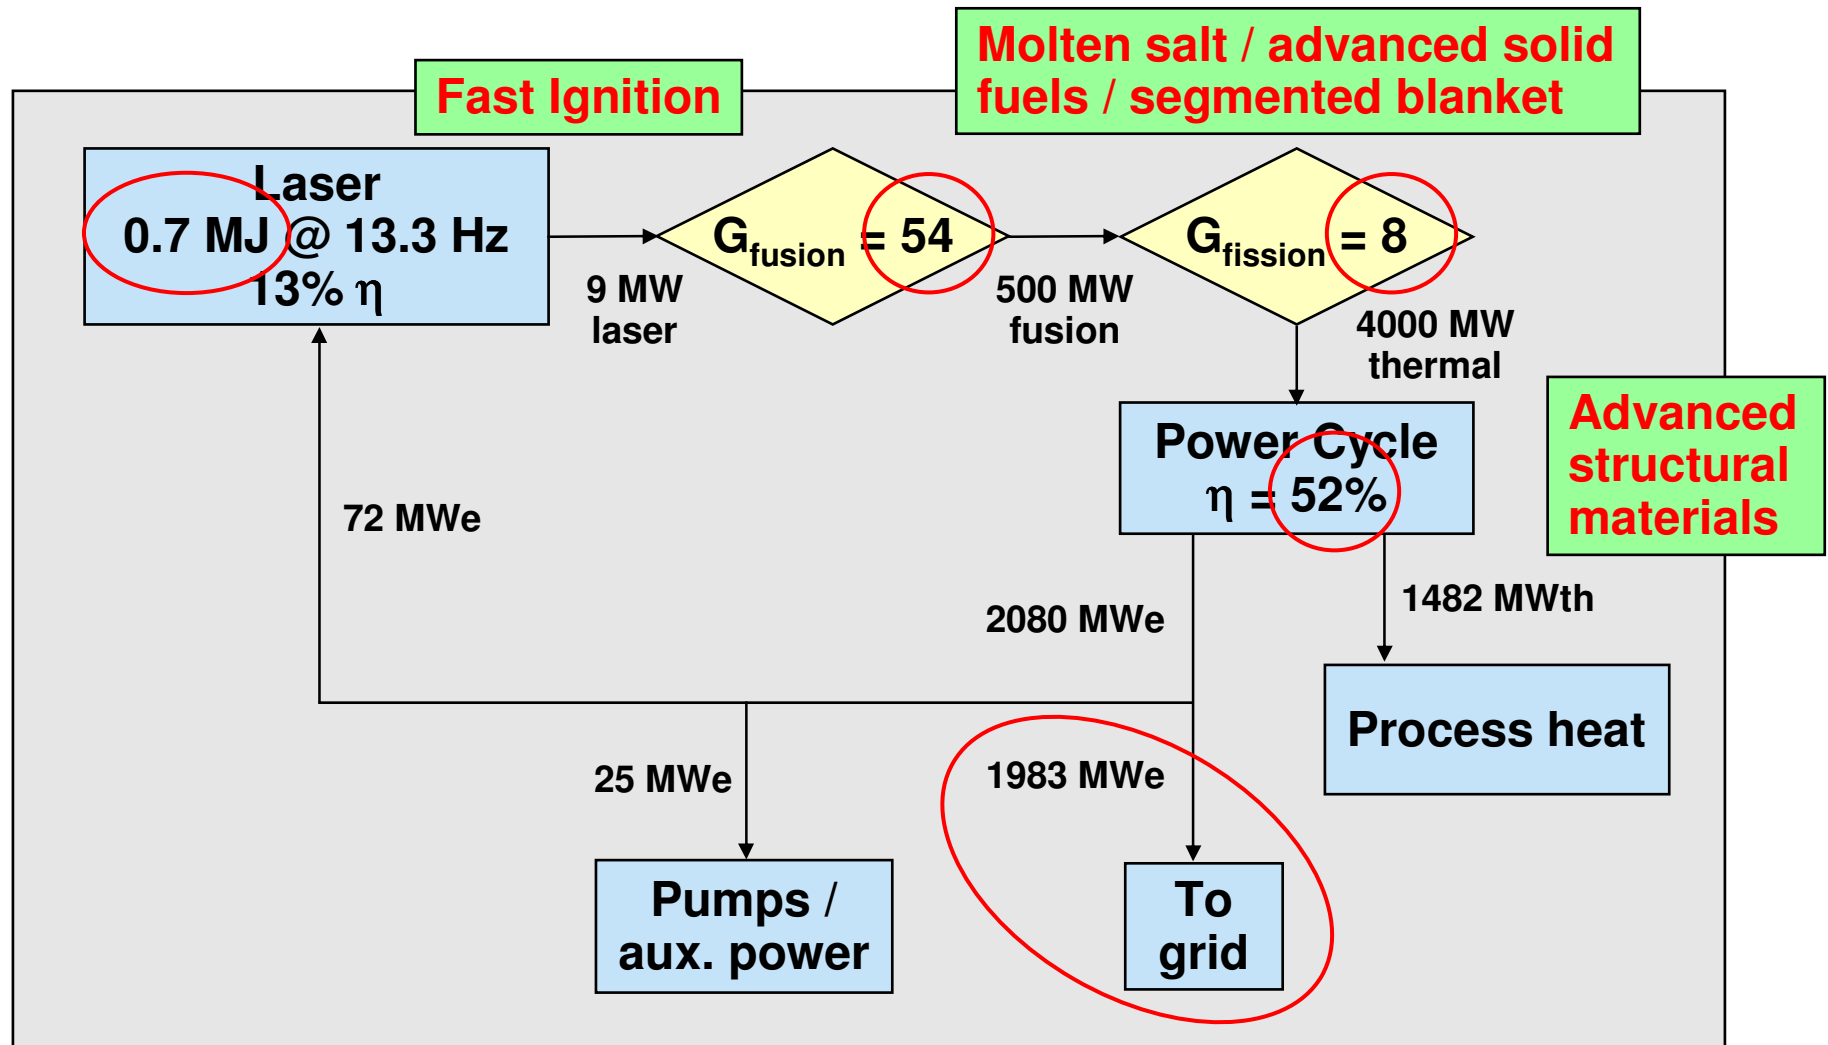 Molten salt / advanced solid
fuels / segmented blanket
Fast Ignition
Laser
0.7 MJ @ 13.3 Hz
13% η
9 MW
laser
G_fusion = 54
500 MW
fusion
G_fission = 8
4000 MW
thermal
Advanced
structural
materials
Power Cycle
η = 52%
72 MWe
2080 MWe
1482 MWth
Process heat
25 MWe
1983 MWe
Pumps /
aux. power
To
grid